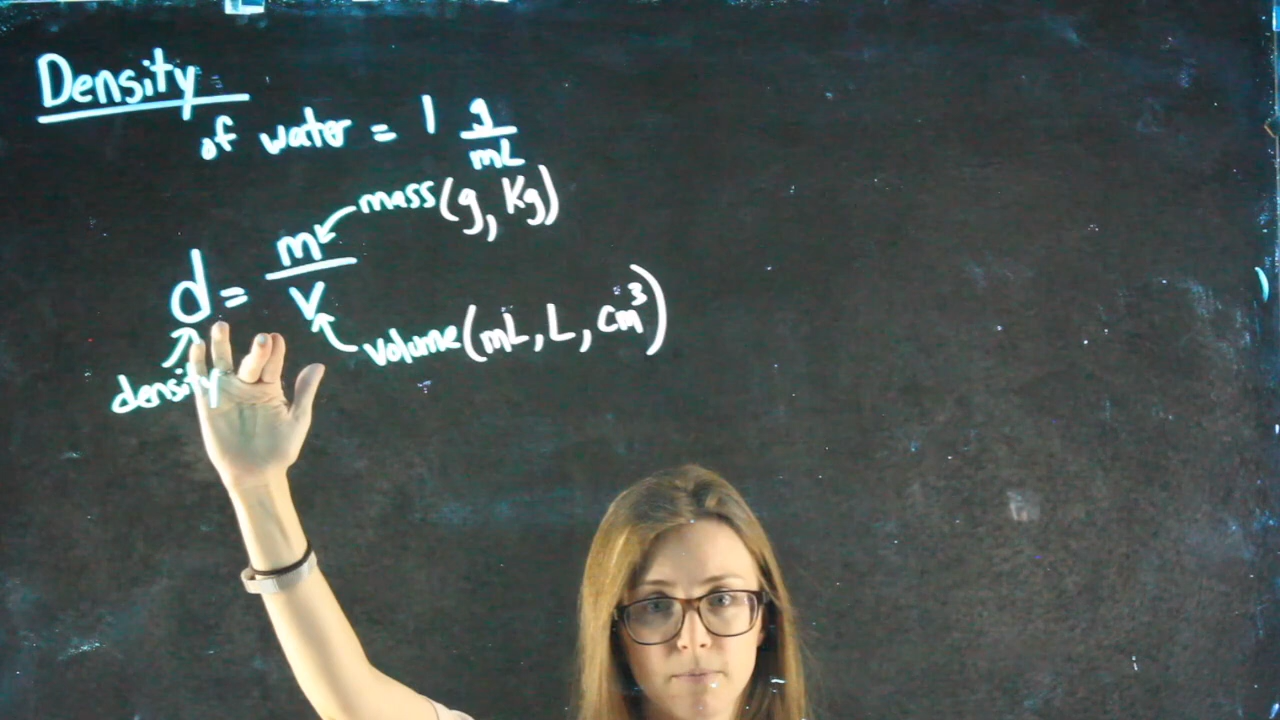 Density
of water = 1 g/mL
mass (g, Kg)
d = m/v
volume (mL, L, cm³)
density